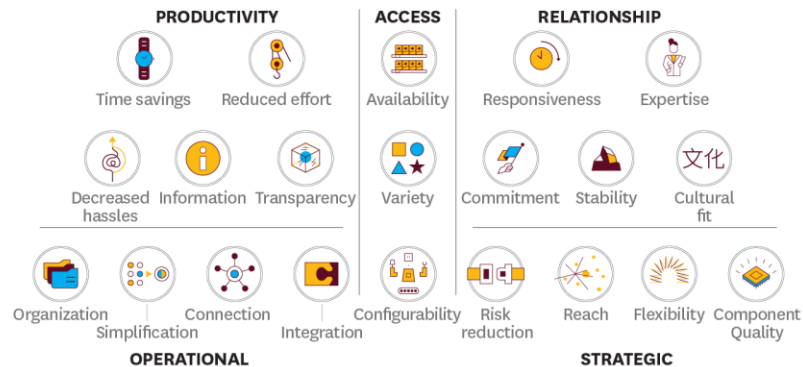 PRODUCTIVITY
ACCESS
RELATIONSHIP
Time savings
Reduced effort
Availability
Responsiveness
Expertise
文化
Decreased
hassles
Information
Transparency
Variety
Commitment
Stability
Cultural
fit
Organization
Simplification
Connection
Integration
Configurability
Risk
reduction
Reach
Flexibility
Component
Quality
OPERATIONAL
STRATEGIC